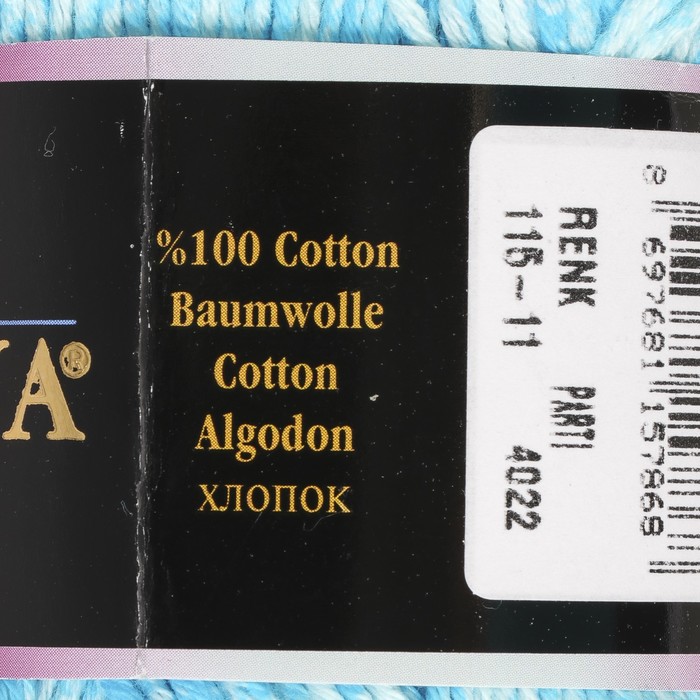 A®
%100 Cotton
Baumwolle
Cotton
Algodon
хлопок
RENK PARTI
115-11 4022
8 697681 157868